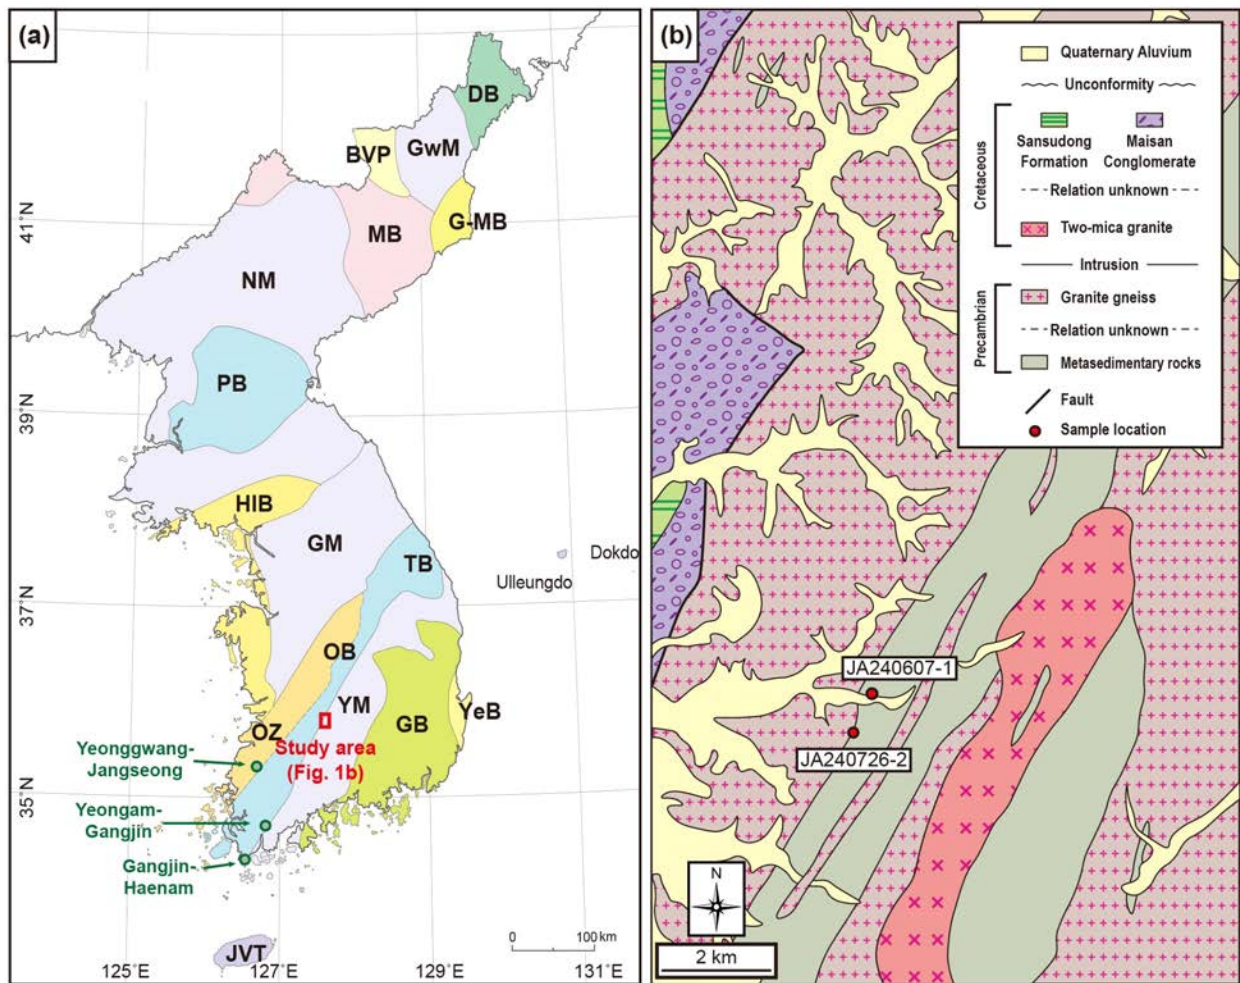 (a)
DB
BVP
GwM
G-MB
41°N
MB
NM
PB
39°N
HIB
GM
TB
Dokdo
Ulleungdo
37°N
OB
YM
GB
YeB
OZ
Study area
(Fig. 1b)
Yeonggwang-
Jangseong
35°N
Yeongam-
Gangjin
Gangjin-
Haenam
JVT
0
100 km
125°E
127°E
129°E
131°E
(b)
Quaternary Aluvium
Unconformity
Cretaceous
Sansudong
Formation
Maisan
Conglomerate
Relation unknown
Two-mica granite
Intrusion
Precambrian
Granite gneiss
Relation unknown
Metasedimentary rocks
Fault
Sample location
JA240607-1
JA240726-2
N
2 km